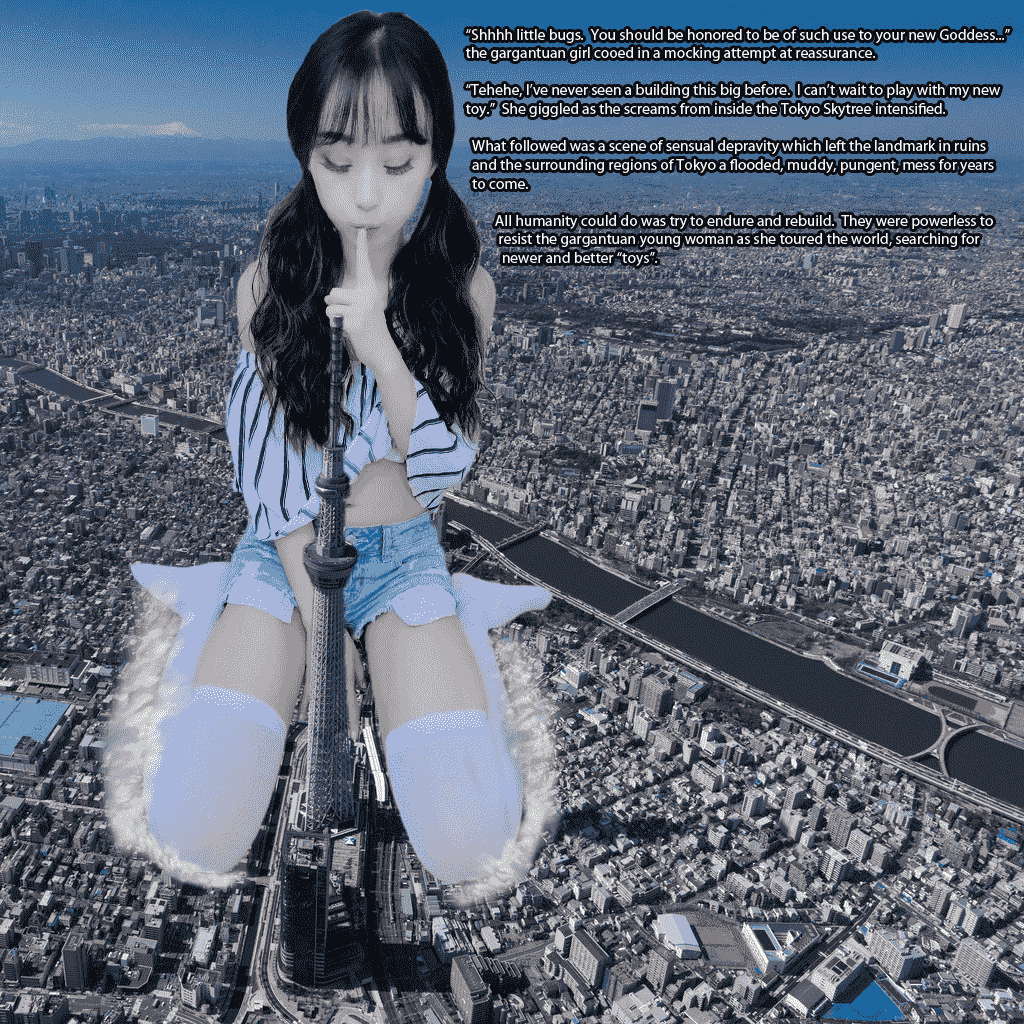 “Shhhh little bugs.  You should be honored to be of such use to your new Goddess...”
the gargantuan girl cooed in a mocking attempt at reassurance.
“Tehehe, I’ve never seen a building this big before.  I can’t wait to play with my new
toy.”  She giggled as the screams from inside the Tokyo Skytree intensified.
What followed was a scene of sensual depravity which left the landmark in ruins
and the surrounding regions of Tokyo a flooded, muddy, pungent, mess for years
to come.
All humanity could do was try to endure and rebuild.  They were powerless to
resist the gargantuan young woman as she toured the world, searching for
newer and better “toys”.